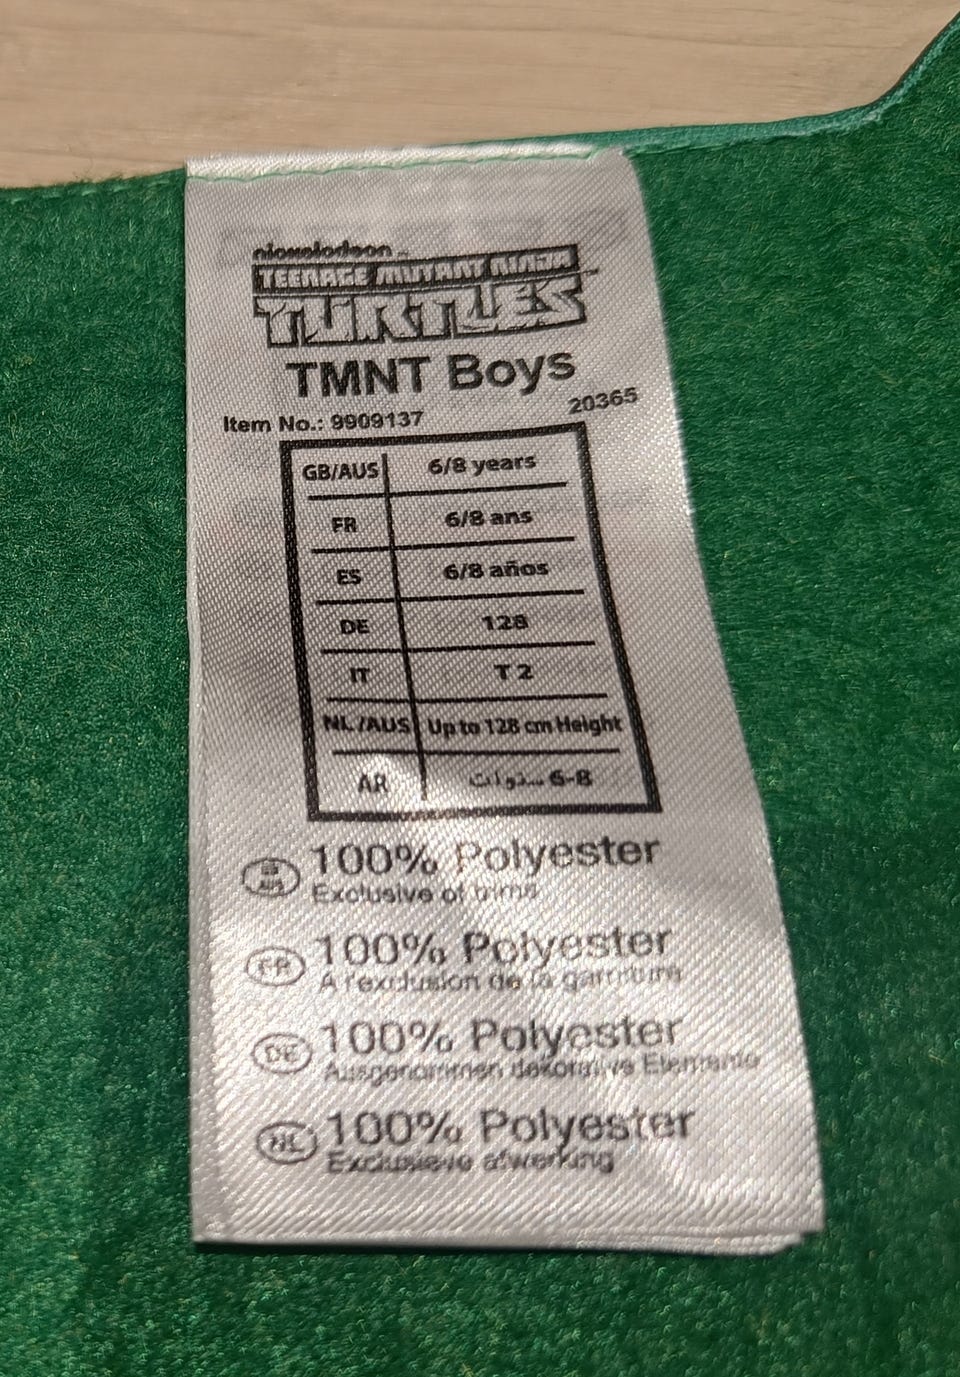 nickelodeon
TEENAGE MUTANT NINJA
TURTLES
TMNT Boys
Item No.: 9909137 20365
GB/AUS 6/8 years
FR 6/8 ans
ES 6/8 años
DE 128
IT T 2
NL /AUS Up to 128 cm Height
AR 6-8 سنوات
GB AUS 100% Polyester
Exclusive of trims
FR 100% Polyester
A l'exclusion de la garniture
DE 100% Polyester
Ausgenommen dekorative Elemente
NL 100% Polyester
Exclusieve afwerking